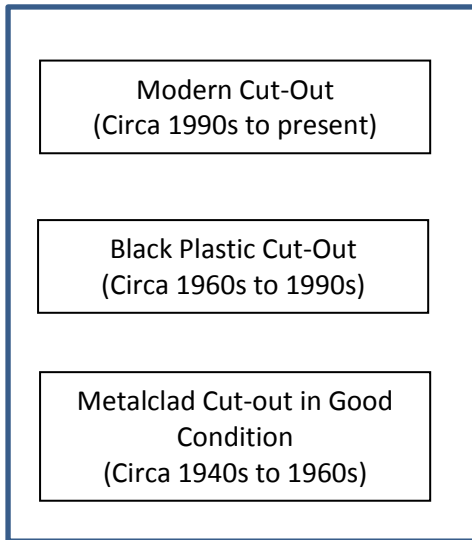 Modern Cut-Out
(Circa 1990s to present)
Black Plastic Cut-Out
(Circa 1960s to 1990s)
Metalclad Cut-out in Good
Condition
(Circa 1940s to 1960s)